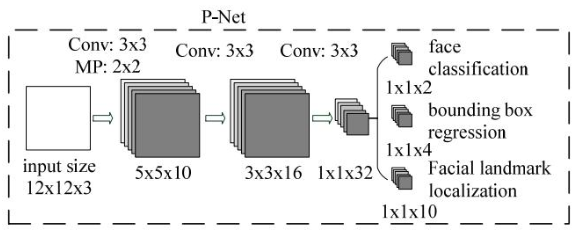 P-Net
Conv: 3x3
MP: 2x2
Conv: 3x3
Conv: 3x3
face
classification
1x1x2
bounding box
regression
1x1x4
Facial landmark
localization
1x1x10
input size
12x12x3
5x5x10
3x3x16
1x1x32